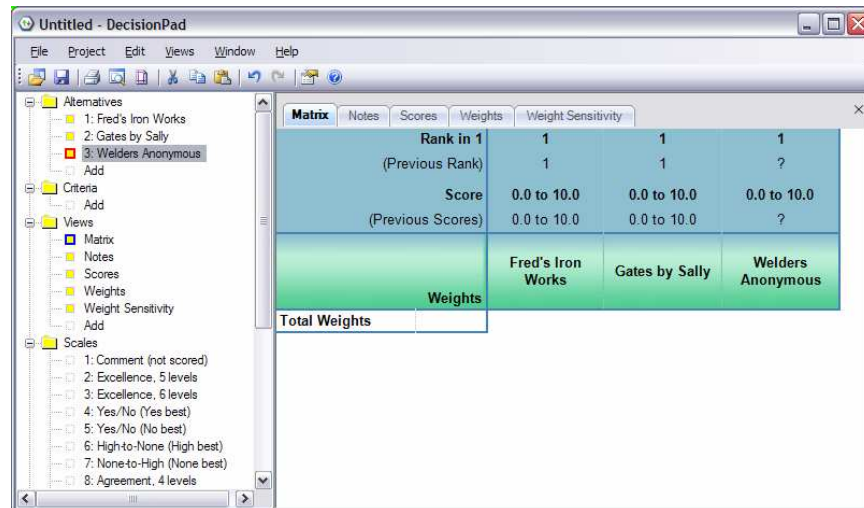 Untitled - DecisionPad
File Project Edit Views Window Help
Alternatives
1: Fred's Iron Works
2: Gates by Sally
3: Welders Anonymous
Add
Criteria
Add
Views
Matrix
Notes
Scores
Weights
Weight Sensitivity
Add
Scales
1: Comment (not scored)
2: Excellence, 5 levels
3: Excellence, 6 levels
4: Yes/No (Yes best)
5: Yes/No (No best)
6: High-to-None (High best)
7: None-to-High (None best)
8: Agreement, 4 levels
Matrix Notes Scores Weights Weight Sensitivity
Rank in 1 1 1 1
(Previous Rank) 1 1 ?
Score 0.0 to 10.0 0.0 to 10.0 0.0 to 10.0
(Previous Scores) 0.0 to 10.0 0.0 to 10.0 ?
Weights
Fred's Iron
Works
Gates by Sally
Welders
Anonymous
Total Weights